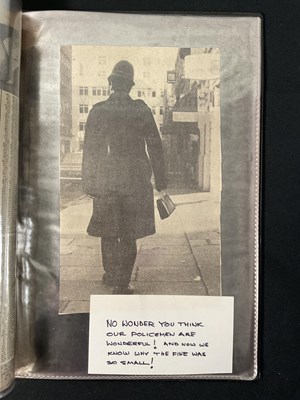 NO WONDER YOU THINK
OUR POLICEMEN ARE
WONDERFUL! AND NOW WE
KNOW WHY THE FINE WAS
SO SMALL!